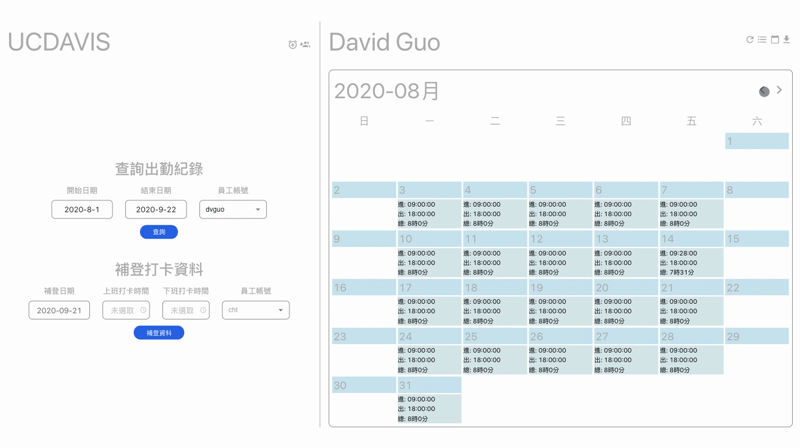 UCDAVIS
查詢出勤紀錄
開始日期 結束日期 員工帳號
2020-8-1 2020-9-22 dvguo
查詢
補登打卡資料
補登日期 上班打卡時間 下班打卡時間 員工帳號
2020-09-21 未選取 未選取 cht
補登資料
David Guo
2020-08月
日 一 二 三 四 五 六
1
2 3 4 5 6 7 8
進: 09:00:00 進: 09:00:00 進: 09:00:00 進: 09:00:00 進: 09:00:00
出: 18:00:00 出: 18:00:00 出: 18:00:00 出: 18:00:00 出: 18:00:00
總: 8時0分 總: 8時0分 總: 8時0分 總: 8時0分 總: 8時0分
9 10 11 12 13 14 15
進: 09:00:00 進: 09:00:00 進: 09:00:00 進: 09:00:00 進: 09:28:00
出: 18:00:00 出: 18:00:00 出: 18:00:00 出: 18:00:00 出: 18:00:00
總: 8時0分 總: 8時0分 總: 8時0分 總: 8時0分 總: 7時31分
16 17 18 19 20 21 22
進: 09:00:00 進: 09:00:00 進: 09:00:00 進: 09:00:00 進: 09:00:00
出: 18:00:00 出: 18:00:00 出: 18:00:00 出: 18:00:00 出: 18:00:00
總: 8時0分 總: 8時0分 總: 8時0分 總: 8時0分 總: 8時0分
23 24 25 26 27 28 29
進: 09:00:00 進: 09:00:00 進: 09:00:00 進: 09:00:00 進: 09:00:00
出: 18:00:00 出: 18:00:00 出: 18:00:00 出: 18:00:00 出: 18:00:00
總: 8時0分 總: 8時0分 總: 8時0分 總: 8時0分 總: 8時0分
30 31
進: 09:00:00
出: 18:00:00
總: 8時0分